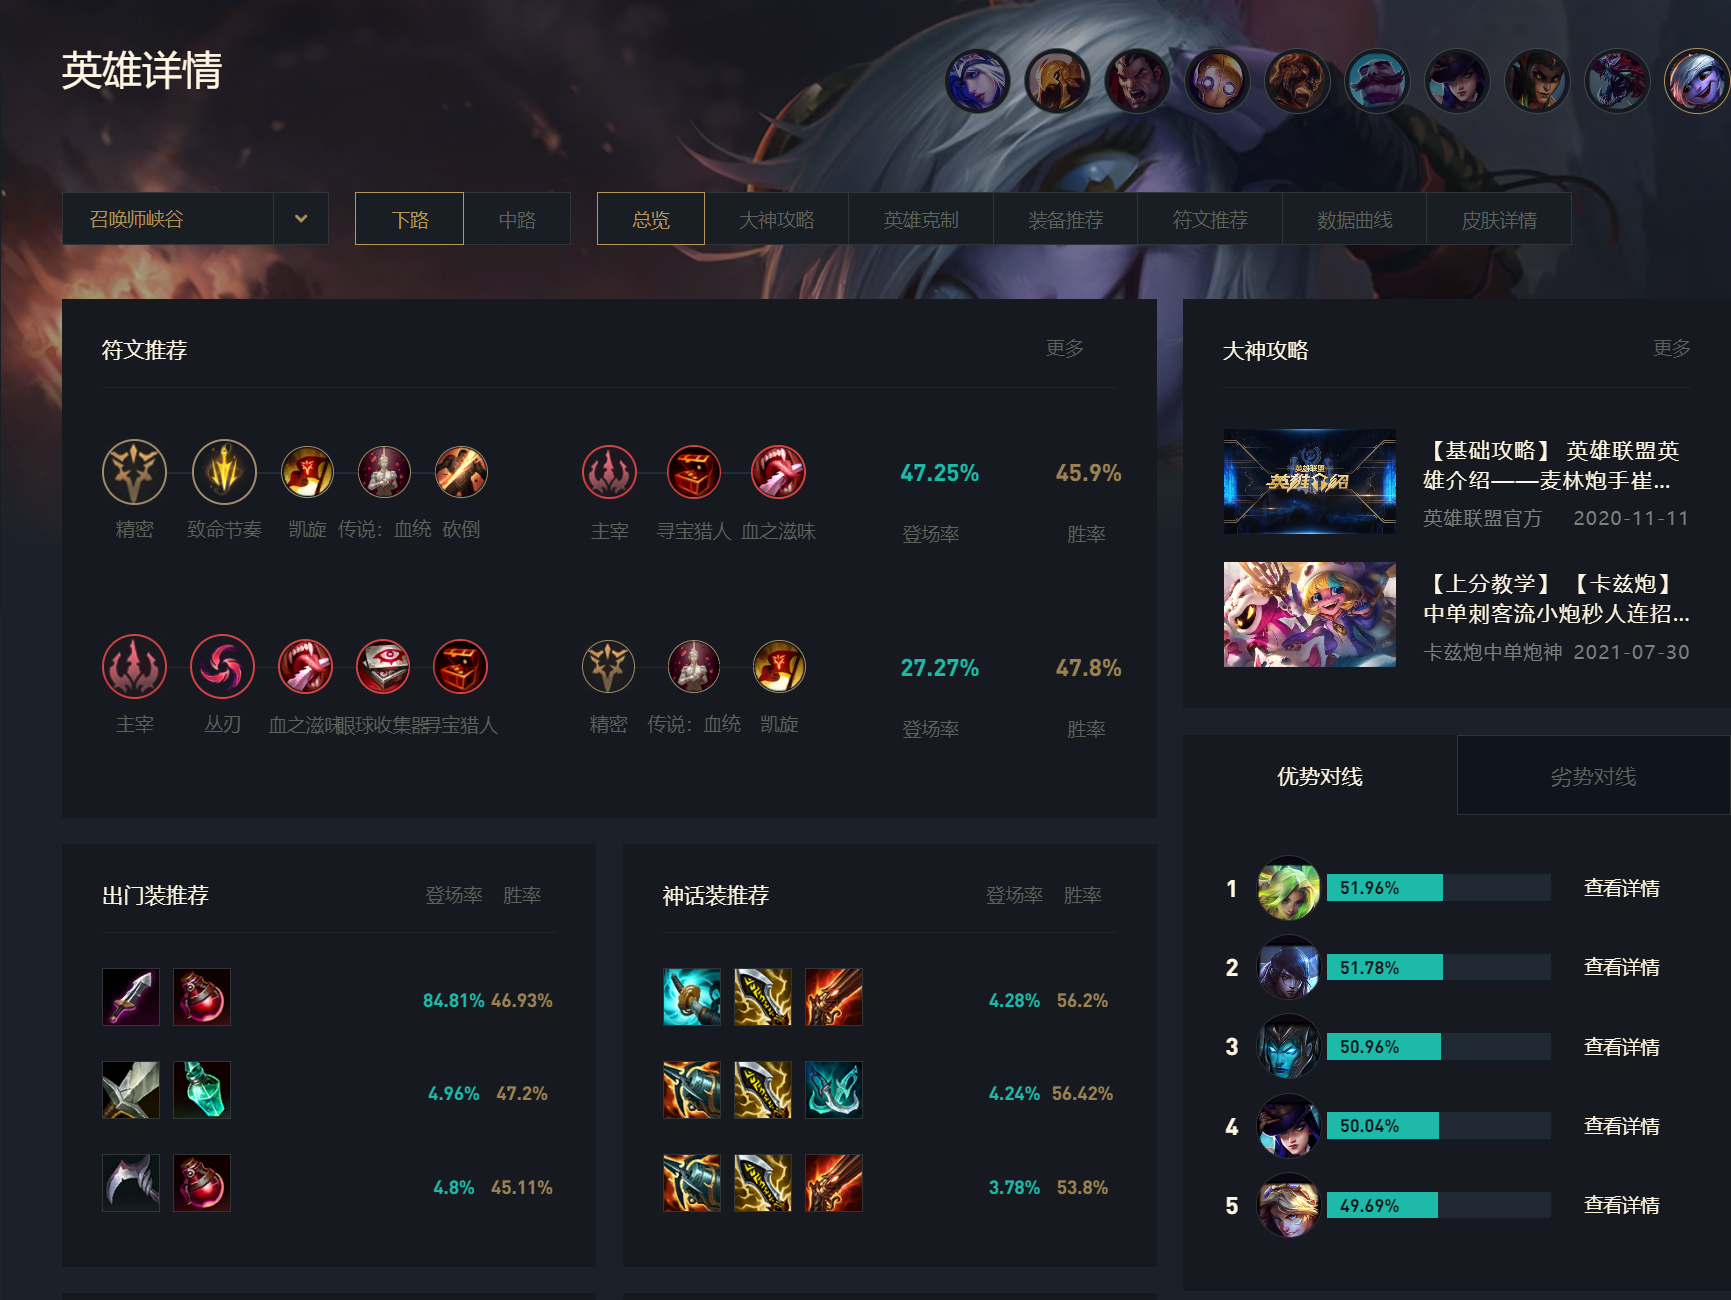 英雄详情
召唤师峡谷
下路
中路
总览
大神攻略
英雄克制
装备推荐
符文推荐
数据曲线
皮肤详情
符文推荐
更多
精密
致命节奏
凯旋
传说：血统
砍倒
主宰
寻宝猎人
血之滋味
47.25%
登场率
45.9%
胜率
主宰
丛刃
血之滋味
眼球收集器
寻宝猎人
精密
传说：血统
凯旋
27.27%
登场率
47.8%
胜率
大神攻略
更多
英雄介绍
【基础攻略】 英雄联盟英
雄介绍——麦林炮手崔...
英雄联盟官方 2020-11-11
【上分教学】 【卡兹炮】
中单刺客流小炮秒人连招...
卡兹炮中单炮神 2021-07-30
出门装推荐
登场率 胜率
84.81% 46.93%
4.96% 47.2%
4.8% 45.11%
神话装推荐
登场率 胜率
4.28% 56.2%
4.24% 56.42%
3.78% 53.8%
优势对线
劣势对线
1 51.96% 查看详情
2 51.78% 查看详情
3 50.96% 查看详情
4 50.04% 查看详情
5 49.69% 查看详情